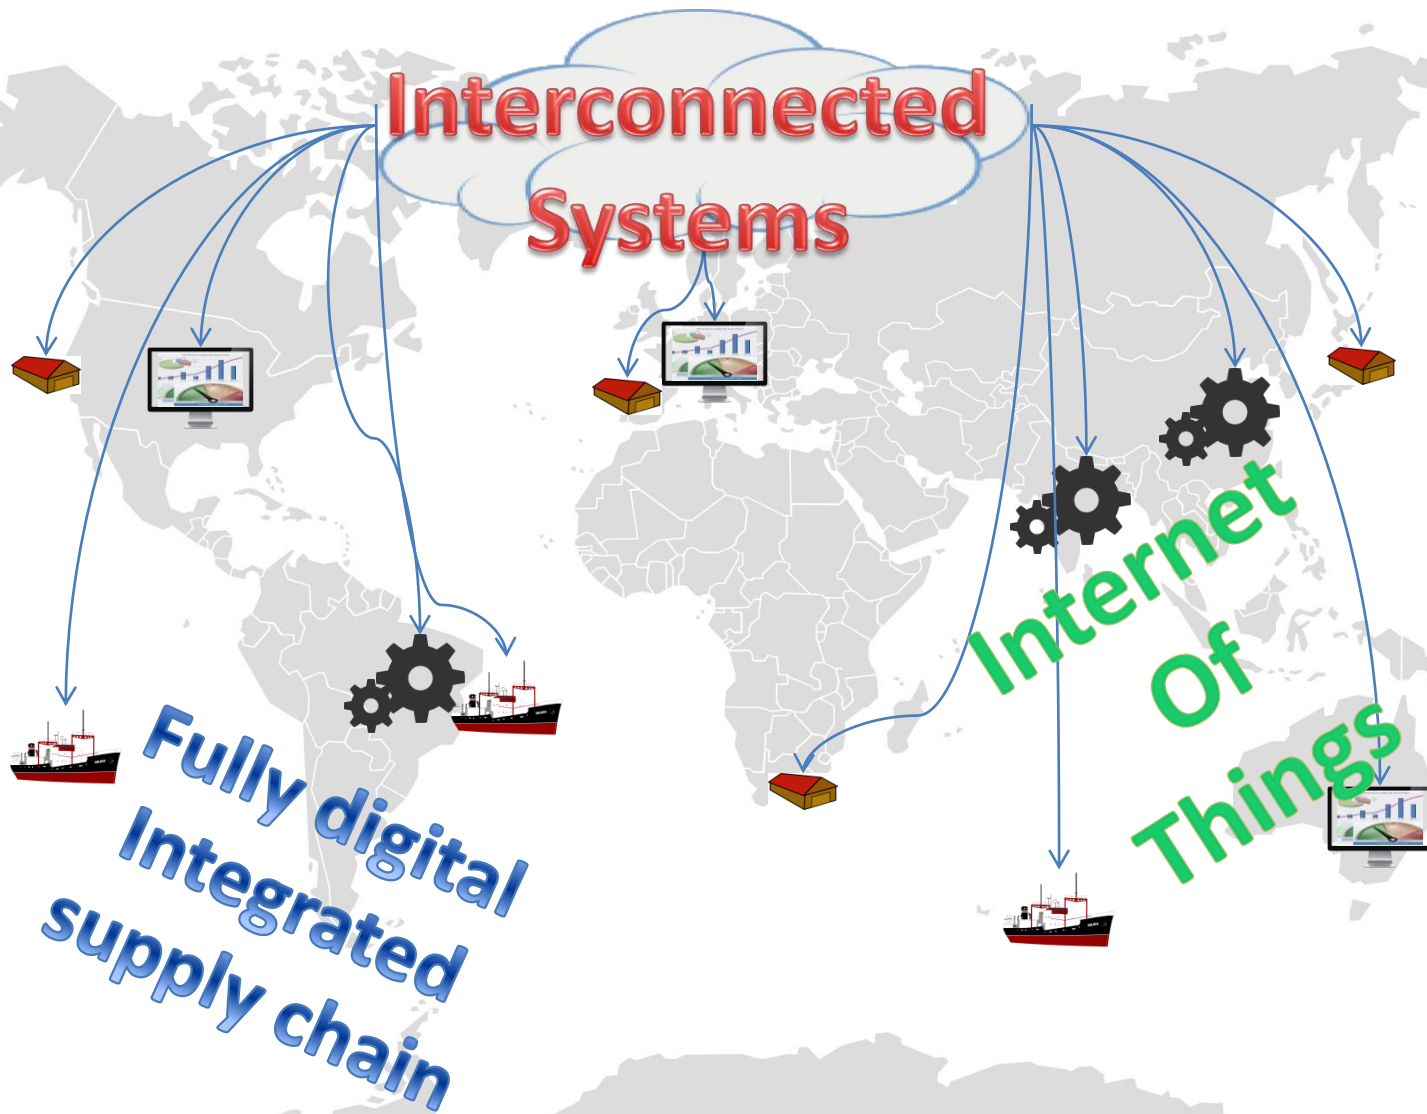 Interconnected
Systems
Internet
Of
Things
Fully digital
Integrated
supply chain